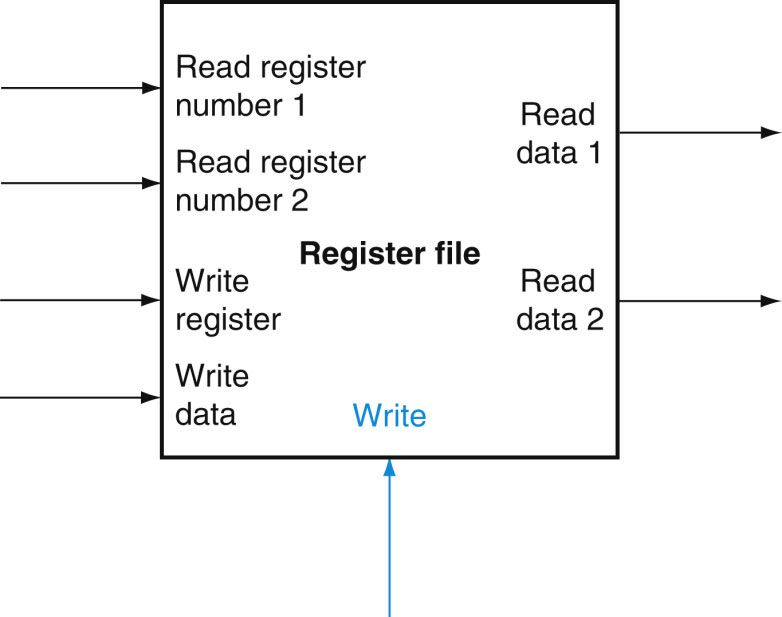 Read register
number 1
Read register
number 2
Read
data 1
Register file
Write
register
Read
data 2
Write
data
Write